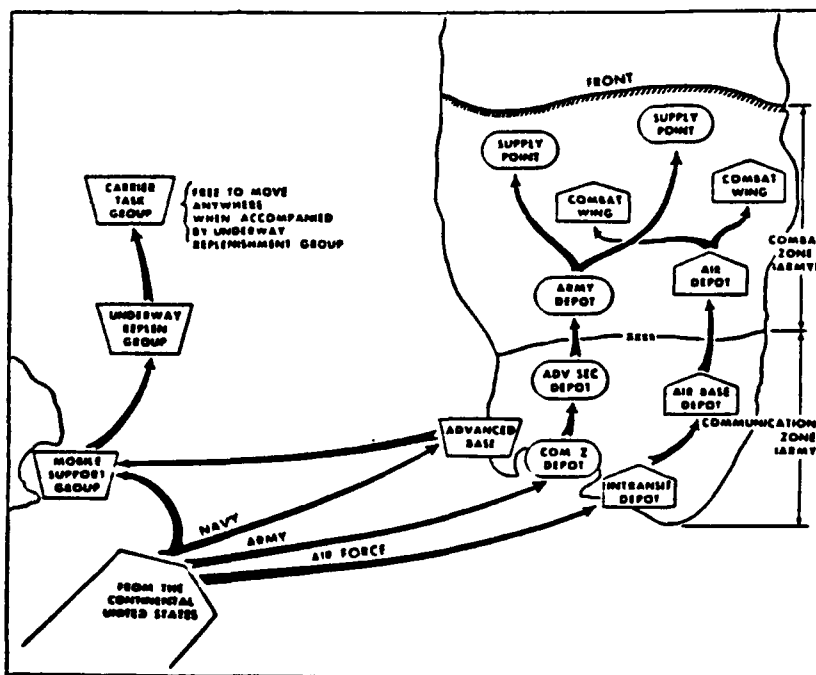 FRONT
SUPPLY
POINT
SUPPLY
POINT
CARRIER
TASK
GROUP
FREE TO MOVE
ANYWHERE
WHEN ACCOMPANIED
BY UNDERWAY
REPLENISHMENT GROUP
COMBAT
WING
COMBAT
WING
COMBA
ZONE
(ARMY)
AIR
DEPOT
ARMY
DEPOT
UNDERWAY
REPLEN
GROUP
ADV SEC
DEPOT
AIR BASE
DEPOT
ADVANCED
BASE
COMMUNICATION
ZONE
(ARMY)
MOBILE
SUPPORT
GROUP
COM Z
DEPOT
INTRANSIT
DEPOT
NAVY
ARMY
AIR FORCE
FROM THE
CONTINENTAL
UNITED STATES